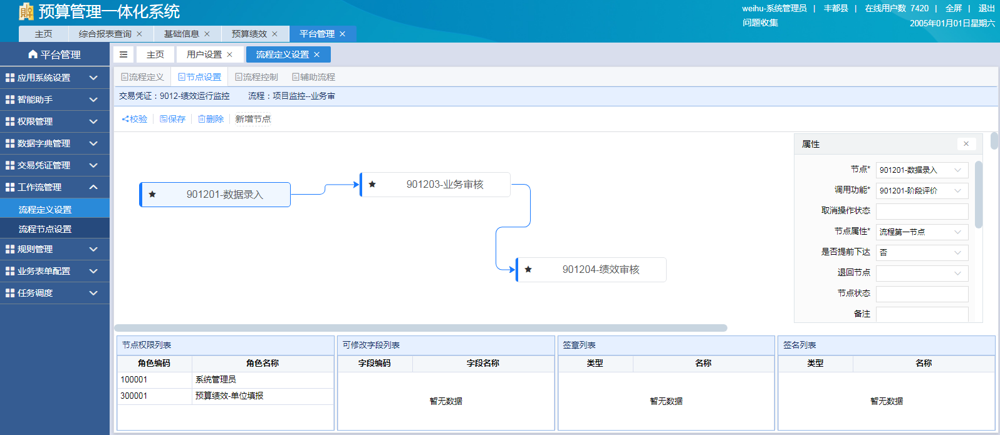 预算管理一体化系统
weihu-系统管理员 | 丰都县 | 在线用户数 7420 | 全屏 | 退出
问题收集 2005年01月01日星期六
主页 综合报表查询 × 基础信息 × 预算绩效 × 平台管理 ×
平台管理
应用系统设置
智能助手
权限管理
数据字典管理
交易凭证管理
工作流管理
流程定义设置
流程节点设置
规则管理
业务表单配置
任务调度
主页 用户设置 × 流程定义设置 ×
流程定义 节点设置 流程控制 辅助流程
交易凭证：9012-绩效运行监控 流程：项目监控--业务审
校验 保存 删除 新增节点
901201-数据录入
901203-业务审核
901204-绩效审核
属性 ×
节点* 901201-数据录入
调用功能* 901201-阶段评价
取消操作状态
节点属性* 流程第一节点
是否提前下达 否
退回节点
节点状态
备注
节点权限列表
角色编码 角色名称
100001 系统管理员
300001 预算绩效-单位填报
可修改字段列表
字段编码 字段名称
暂无数据
签章列表
类型 名称
暂无数据
签名列表
类型 名称
暂无数据